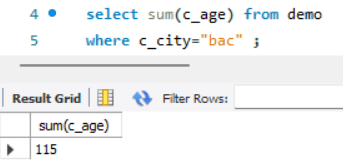 4 select sum(c_age) from demo
5 where c_city="bac" ;
Result Grid Filter Rows:
sum(c_age)
115